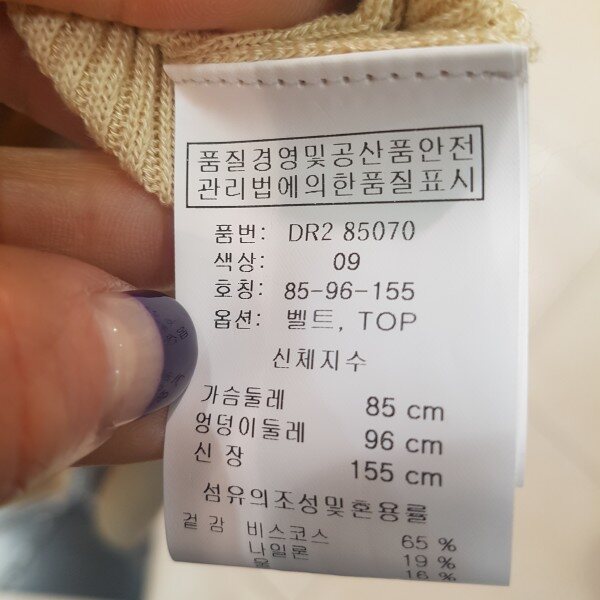 품질경영및공산품안전
관리법에의한품질표시
품번: DR2 85070
색상: 09
호칭: 85-96-155
옵션: 벨트, TOP
신체지수
가슴둘레 85 cm
엉덩이둘레 96 cm
신 장 155 cm
섬유의조성및혼용률
겉 감 비스코스 65 %
나일론 19 %
16 %